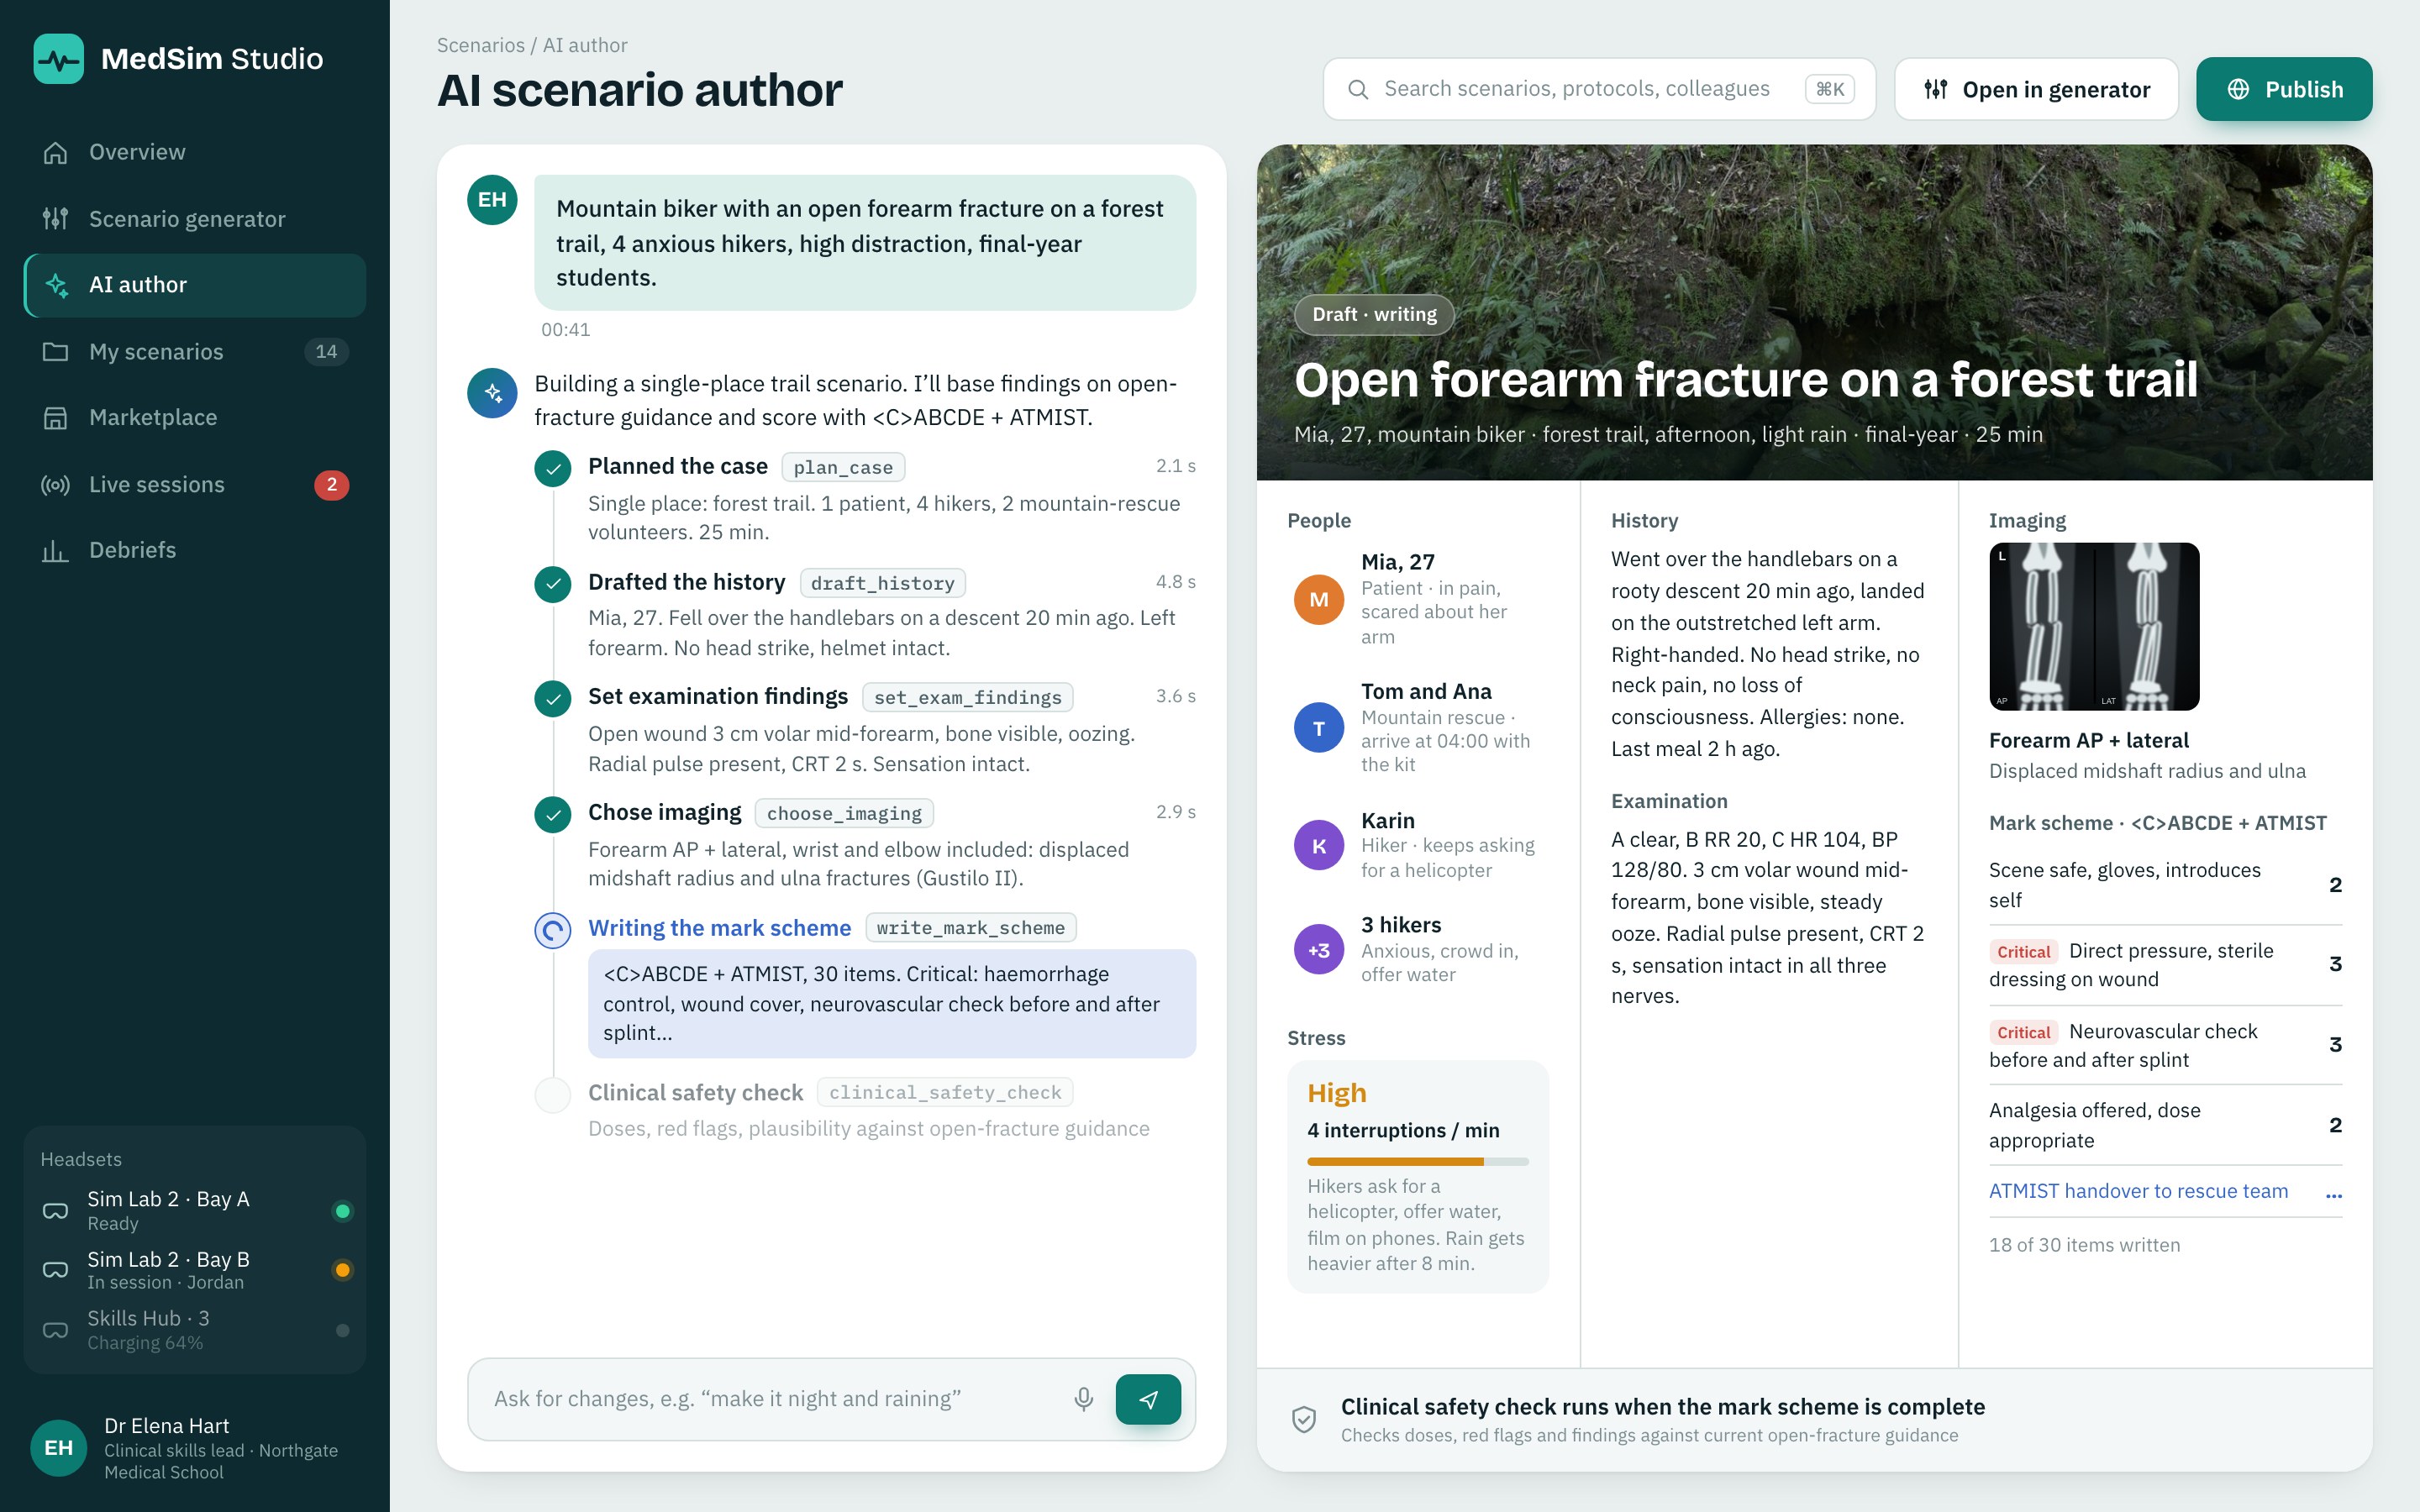 MedSim Studio
Overview
Scenario generator
AI author
My scenarios 14
Marketplace
Live sessions 2
Debriefs
Headsets
Sim Lab 2 · Bay A
Ready
Sim Lab 2 · Bay B
In session · Jordan
Skills Hub · 3
Charging 64%
EH
Dr Elena Hart
Clinical skills lead · Northgate
Medical School
Scenarios / AI author
AI scenario author
Search scenarios, protocols, colleagues ⌘K
Open in generator
Publish
EH
Mountain biker with an open forearm fracture on a forest
trail, 4 anxious hikers, high distraction, final-year
students.
00:41
Building a single-place trail scenario. I’ll base findings on open-
fracture guidance and score with <C>ABCDE + ATMIST.
Planned the case plan_case 2.1 s
Single place: forest trail. 1 patient, 4 hikers, 2 mountain-rescue
volunteers. 25 min.
Drafted the history draft_history 4.8 s
Mia, 27. Fell over the handlebars on a descent 20 min ago. Left
forearm. No head strike, helmet intact.
Set examination findings set_exam_findings 3.6 s
Open wound 3 cm volar mid-forearm, bone visible, oozing.
Radial pulse present, CRT 2 s. Sensation intact.
Chose imaging choose_imaging 2.9 s
Forearm AP + lateral, wrist and elbow included: displaced
midshaft radius and ulna fractures (Gustilo II).
Writing the mark scheme write_mark_scheme
<C>ABCDE + ATMIST, 30 items. Critical: haemorrhage
control, wound cover, neurovascular check before and after
splint…
Clinical safety check clinical_safety_check
Doses, red flags, plausibility against open-fracture guidance
Ask for changes, e.g. “make it night and raining”
Draft · writing
Open forearm fracture on a forest trail
Mia, 27, mountain biker · forest trail, afternoon, light rain · final-year · 25 min
People
M
Mia, 27
Patient · in pain,
scared about her
arm
T
Tom and Ana
Mountain rescue ·
arrive at 04:00 with
the kit
K
Karin
Hiker · keeps asking
for a helicopter
+3
3 hikers
Anxious, crowd in,
offer water
Stress
High
4 interruptions / min
Hikers ask for a
helicopter, offer water,
film on phones. Rain gets
heavier after 8 min.
History
Went over the handlebars on a
rooty descent 20 min ago, landed
on the outstretched left arm.
Right-handed. No head strike, no
neck pain, no loss of
consciousness. Allergies: none.
Last meal 2 h ago.
Examination
A clear, B RR 20, C HR 104, BP
128/80. 3 cm volar wound mid-
forearm, bone visible, steady
ooze. Radial pulse present, CRT 2
s, sensation intact in all three
nerves.
Imaging
L
AP LAT
Forearm AP + lateral
Displaced midshaft radius and ulna
Mark scheme · <C>ABCDE + ATMIST
Scene safe, gloves, introduces
self 2
Critical Direct pressure, sterile
dressing on wound 3
Critical Neurovascular check
before and after splint 3
Analgesia offered, dose
appropriate 2
ATMIST handover to rescue team …
18 of 30 items written
Clinical safety check runs when the mark scheme is complete
Checks doses, red flags and findings against current open-fracture guidance